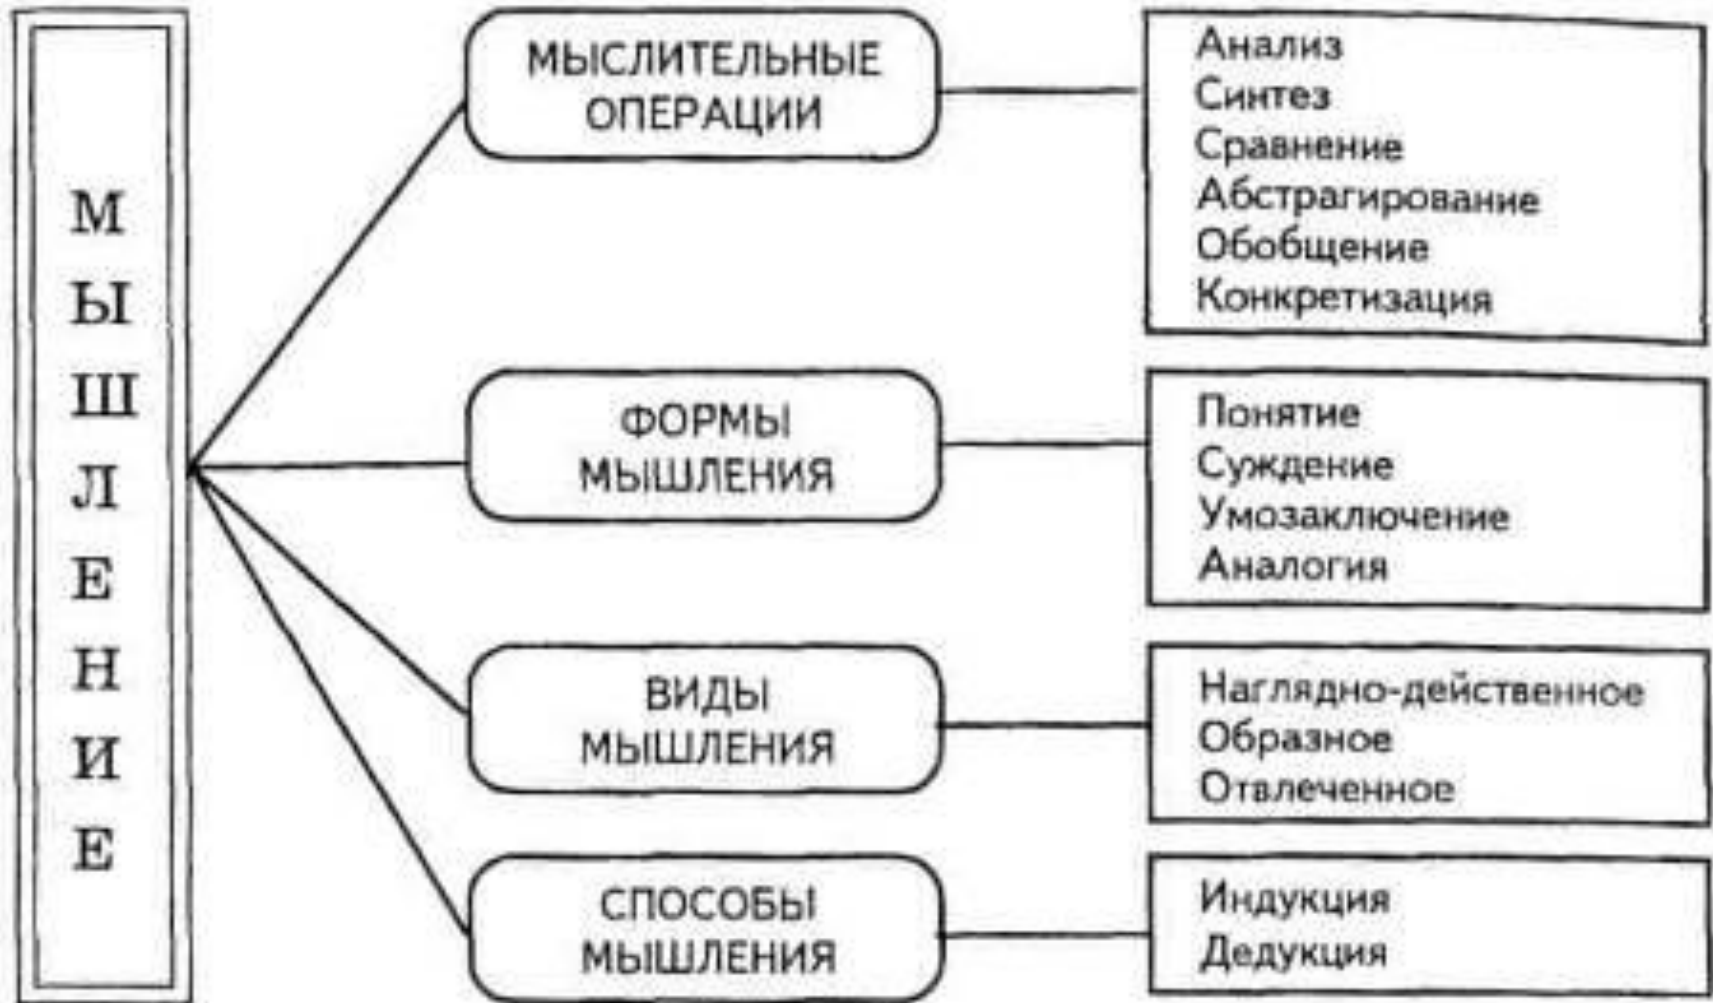 МЫШЛЕНИЕ
МЫСЛИТЕЛЬНЫЕ
ОПЕРАЦИИ
Анализ
Синтез
Сравнение
Абстрагирование
Обобщение
Конкретизация
ФОРМЫ
МЫШЛЕНИЯ
Понятие
Суждение
Умозаключение
Аналогия
ВИДЫ
МЫШЛЕНИЯ
Наглядно-действенное
Образное
Отвлеченное
СПОСОБЫ
МЫШЛЕНИЯ
Индукция
Дедукция